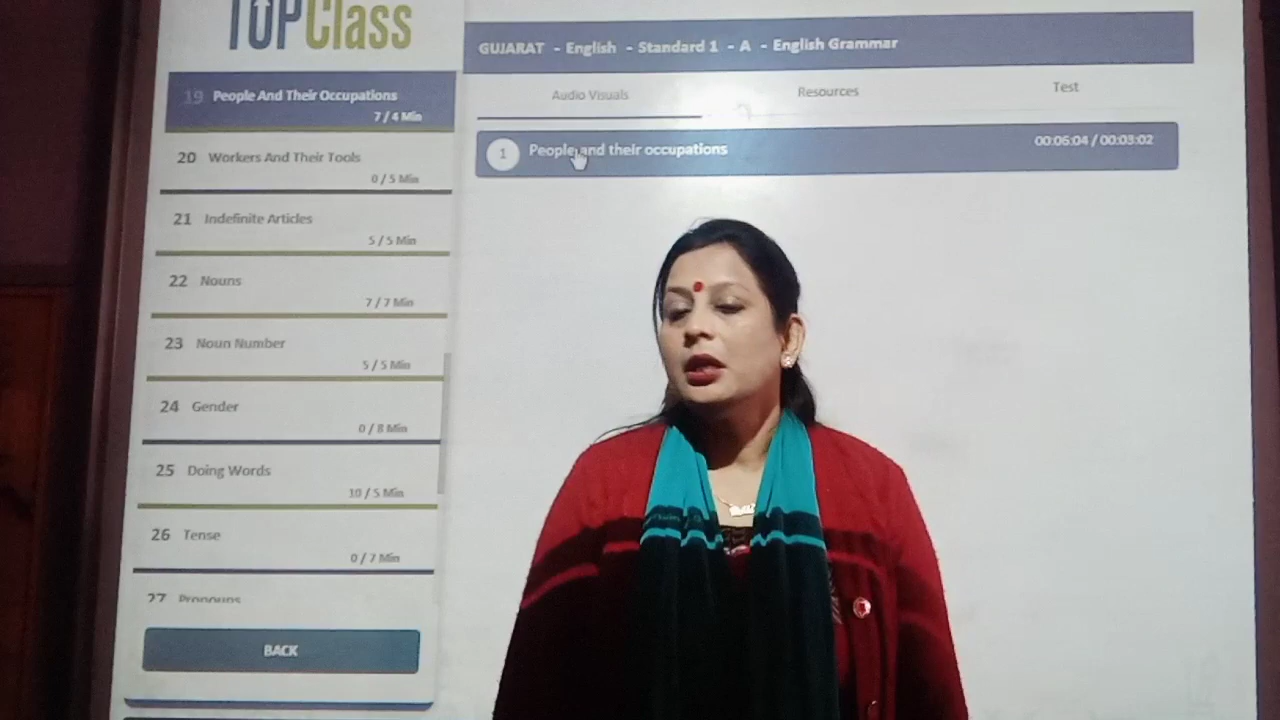 TOPClass
GUJARAT - English - Standard 1 - A - English Grammar
19 People And Their Occupations
7 / 4 Min
20 Workers And Their Tools
0 / 5 Min
21 Indefinite Articles
5 / 5 Min
22 Nouns
7 / 7 Min
23 Noun Number
5 / 5 Min
24 Gender
0 / 8 Min
25 Doing Words
10 / 5 Min
26 Tense
0 / 7 Min
27 Pronouns
BACK
Audio Visuals Resources Test
1 People and their occupations 00:06:04 / 00:03:02